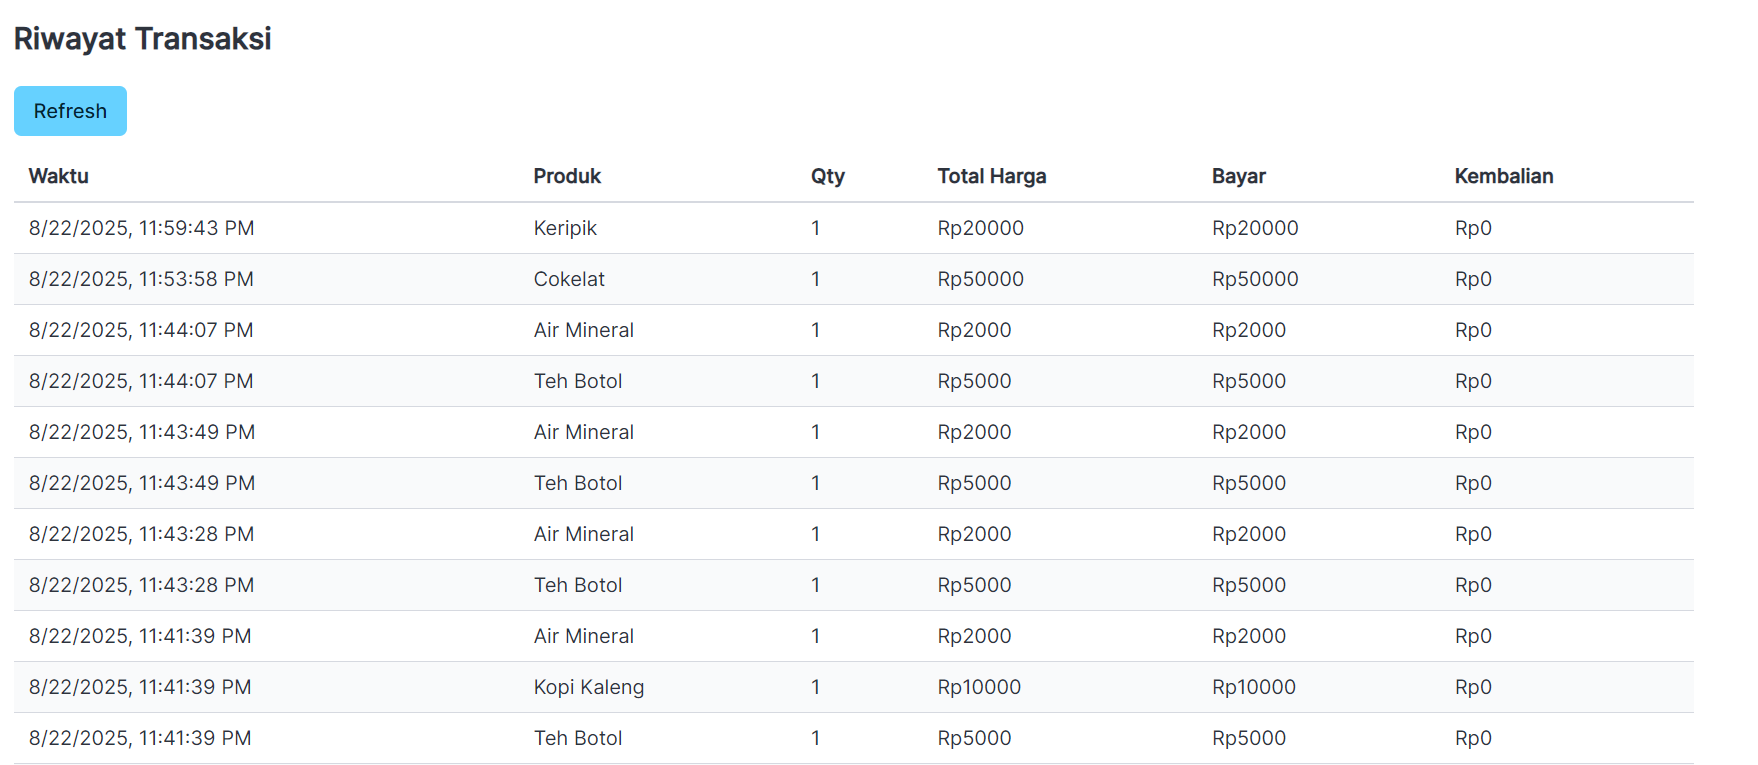 Riwayat Transaksi
Refresh
Waktu Produk Qty Total Harga Bayar Kembalian
8/22/2025, 11:59:43 PM Keripik 1 Rp20000 Rp20000 Rp0
8/22/2025, 11:53:58 PM Cokelat 1 Rp50000 Rp50000 Rp0
8/22/2025, 11:44:07 PM Air Mineral 1 Rp2000 Rp2000 Rp0
8/22/2025, 11:44:07 PM Teh Botol 1 Rp5000 Rp5000 Rp0
8/22/2025, 11:43:49 PM Air Mineral 1 Rp2000 Rp2000 Rp0
8/22/2025, 11:43:49 PM Teh Botol 1 Rp5000 Rp5000 Rp0
8/22/2025, 11:43:28 PM Air Mineral 1 Rp2000 Rp2000 Rp0
8/22/2025, 11:43:28 PM Teh Botol 1 Rp5000 Rp5000 Rp0
8/22/2025, 11:41:39 PM Air Mineral 1 Rp2000 Rp2000 Rp0
8/22/2025, 11:41:39 PM Kopi Kaleng 1 Rp10000 Rp10000 Rp0
8/22/2025, 11:41:39 PM Teh Botol 1 Rp5000 Rp5000 Rp0